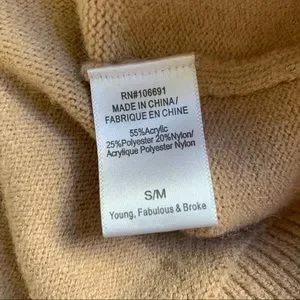 RN#106691
MADE IN CHINA/
FABRIQUE EN CHINE
55%Acrylic
25%Polyester 20%Nylon/
Acrylique Polyester Nylon
S/M
Young, Fabulous & Broke